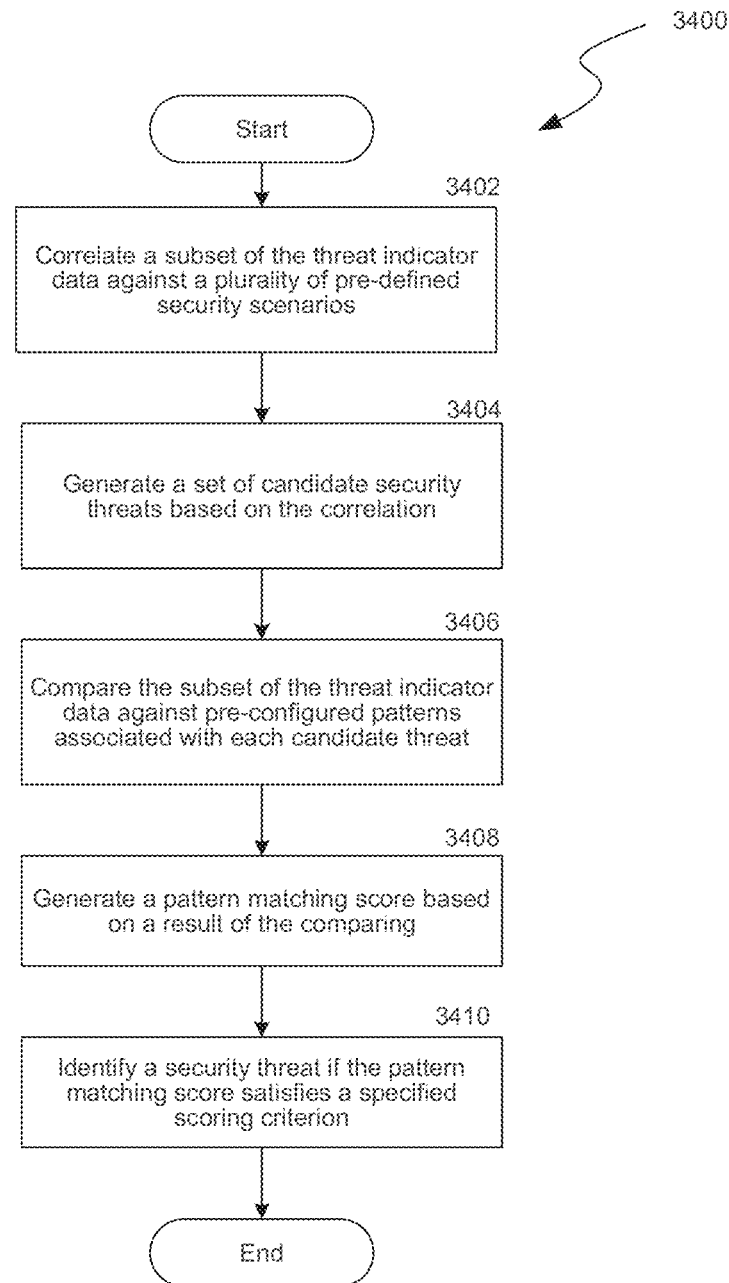 3400
Start
3402
Correlate a subset of the threat indicator
data against a plurality of pre-defined
security scenarios
3404
Generate a set of candidate security
threats based on the correlation
3406
Compare the subset of the threat indicator
data against pre-configured patterns
associated with each candidate threat
3408
Generate a pattern matching score based
on a result of the comparing
3410
Identify a security threat if the pattern
matching score satisfies a specified
scoring criterion
End